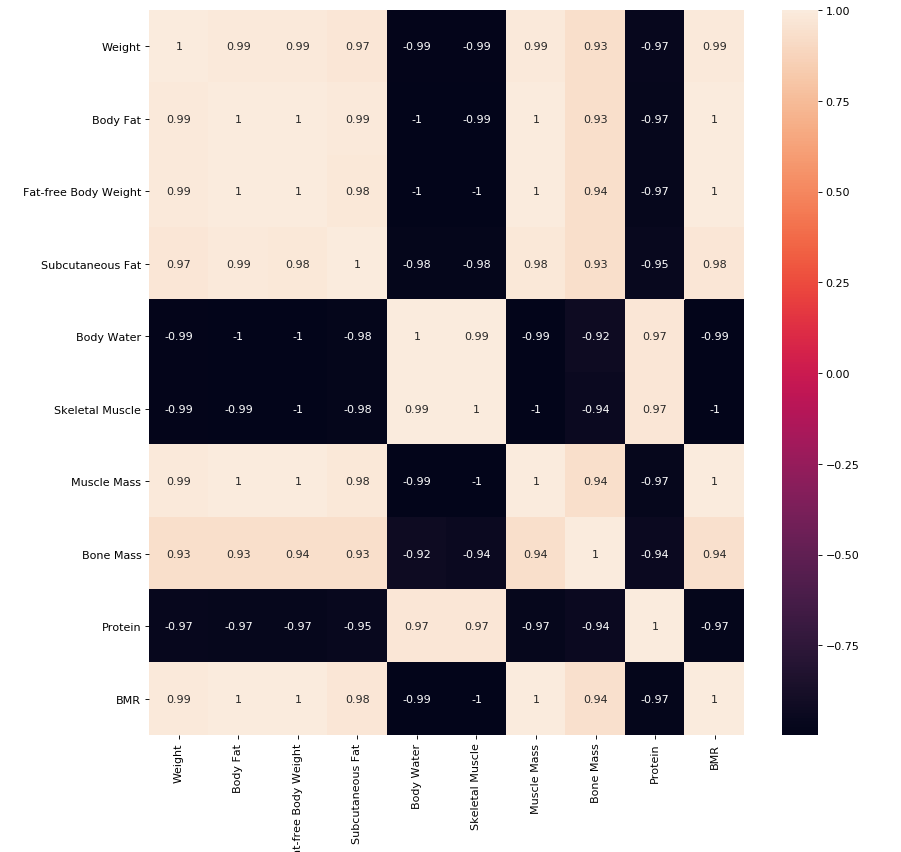 Weight 1 0.99 0.99 0.97 -0.99 -0.99 0.99 0.93 -0.97 0.99
Body Fat 0.99 1 1 0.99 -1 -0.99 1 0.93 -0.97 1
Fat-free Body Weight 0.99 1 1 0.98 -1 -1 1 0.94 -0.97 1
Subcutaneous Fat 0.97 0.99 0.98 1 -0.98 -0.98 0.98 0.93 -0.95 0.98
Body Water -0.99 -1 -1 -0.98 1 0.99 -0.99 -0.92 0.97 -0.99
Skeletal Muscle -0.99 -0.99 -1 -0.98 0.99 1 -1 -0.94 0.97 -1
Muscle Mass 0.99 1 1 0.98 -0.99 -1 1 0.94 -0.97 1
Bone Mass 0.93 0.93 0.94 0.93 -0.92 -0.94 0.94 1 -0.94 0.94
Protein -0.97 -0.97 -0.97 -0.95 0.97 0.97 -0.97 -0.94 1 -0.97
BMR 0.99 1 1 0.98 -0.99 -1 1 0.94 -0.97 1
Weight
Body Fat
t-free Body Weight
Subcutaneous Fat
Body Water
Skeletal Muscle
Muscle Mass
Bone Mass
Protein
BMR
1.00
0.75
0.50
0.25
0.00
−0.25
−0.50
−0.75